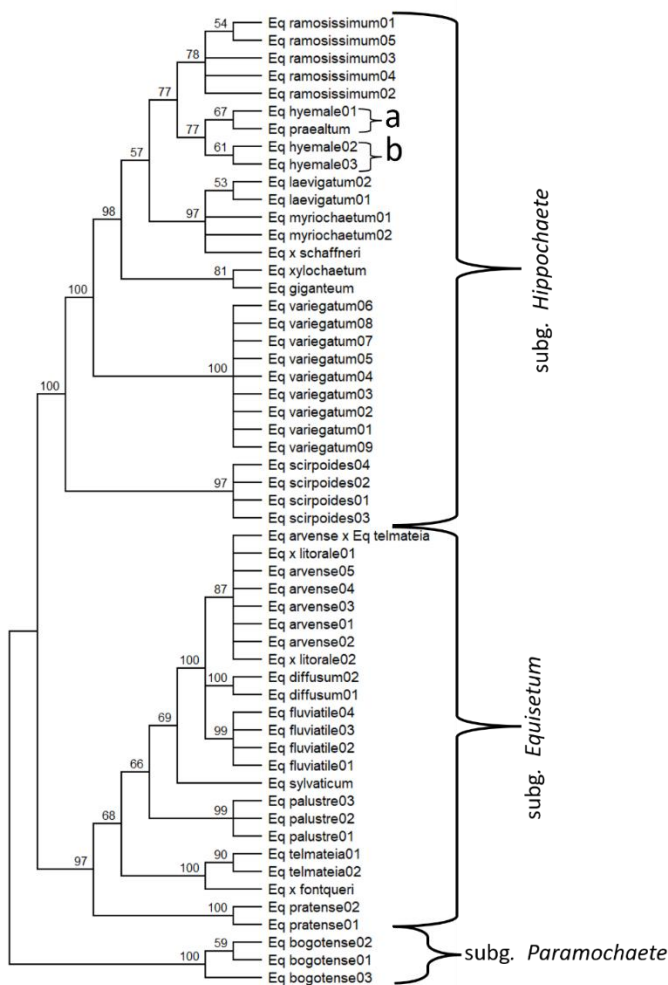 54
Eq ramosissimum01
Eq ramosissimum05
78
Eq ramosissimum03
Eq ramosissimum04
Eq ramosissimum02
77
67
Eq hyemale01
a
Eq praealtum
77
61
Eq hyemale02
b
Eq hyemale03
57
53
Eq laevigatum02
Eq laevigatum01
97
Eq myriochaetum01
Eq myriochaetum02
Eq x schaffneri
98
81
Eq xylochaetum
Eq giganteum
100
Eq variegatum06
Eq variegatum08
Eq variegatum07
Eq variegatum05
100
Eq variegatum04
Eq variegatum03
Eq variegatum02
Eq variegatum01
Eq variegatum09
100
Eq scirpoides04
97
Eq scirpoides02
Eq scirpoides01
Eq scirpoides03
subg. Hippochaete
Eq arvense x Eq telmateia
Eq x litorale01
Eq arvense05
87
Eq arvense04
Eq arvense03
Eq arvense01
Eq arvense02
Eq x litorale02
100
100
Eq diffusum02
Eq diffusum01
Eq fluviatile04
99
Eq fluviatile03
Eq fluviatile02
Eq fluviatile01
69
Eq sylvaticum
66
Eq palustre03
99
Eq palustre02
Eq palustre01
68
90
Eq telmateia01
Eq telmateia02
100
Eq x fontqueri
97
100
Eq pratense02
Eq pratense01
subg. Equisetum
59
Eq bogotense02
Eq bogotense01
100
Eq bogotense03
subg. Paramochaete